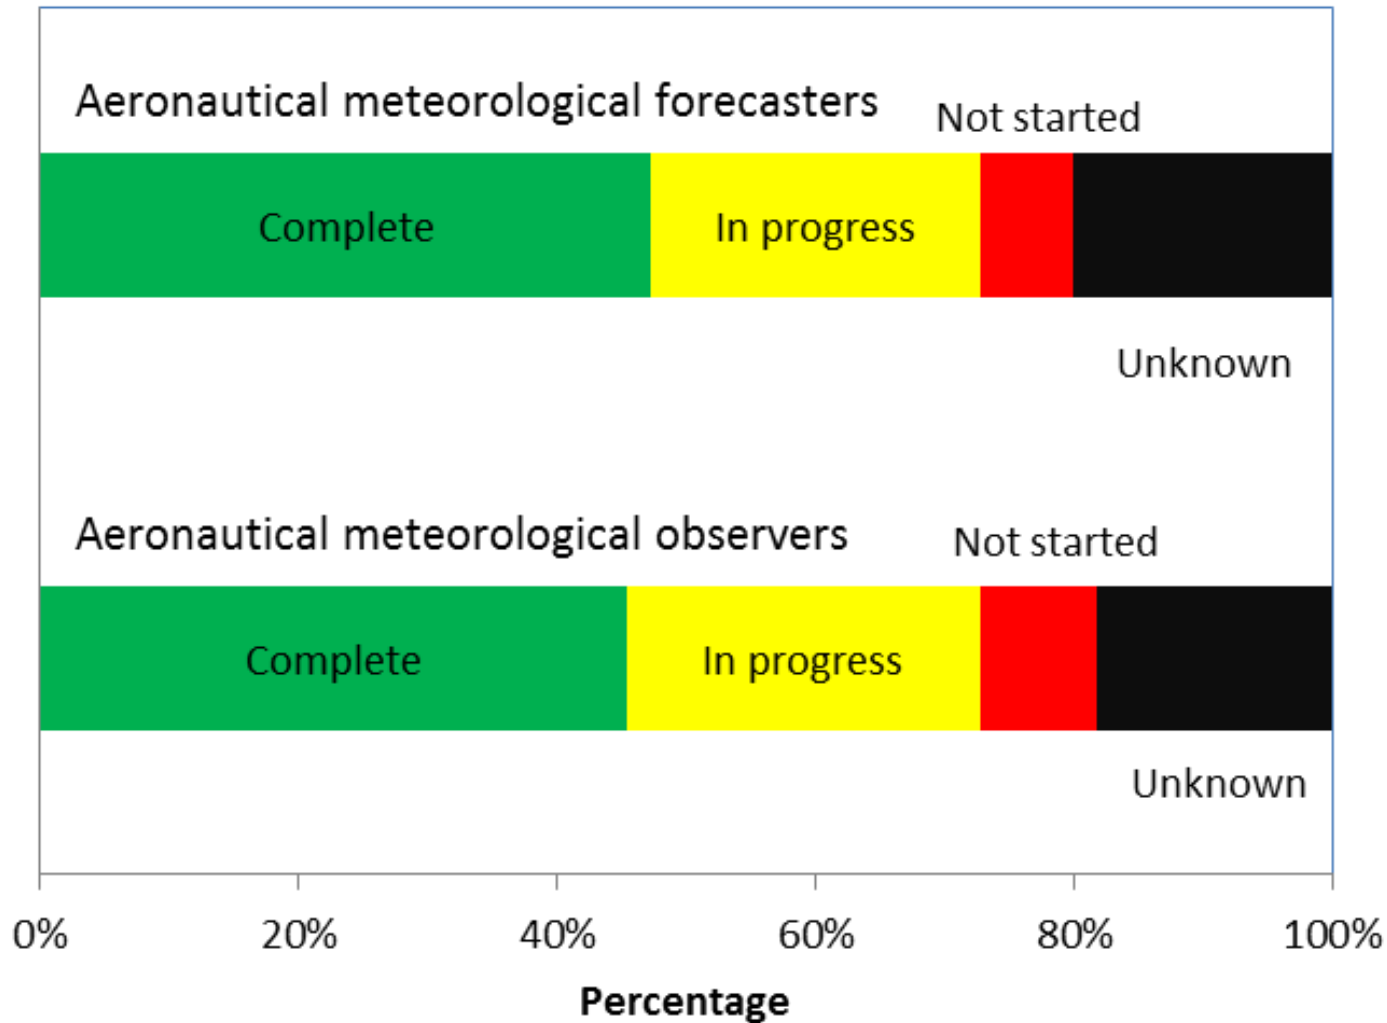 Aeronautical meteorological forecasters
Not started
Complete
In progress
Unknown
Aeronautical meteorological observers
Not started
Complete
In progress
Unknown
0% 20% 40% 60% 80% 100%
Percentage